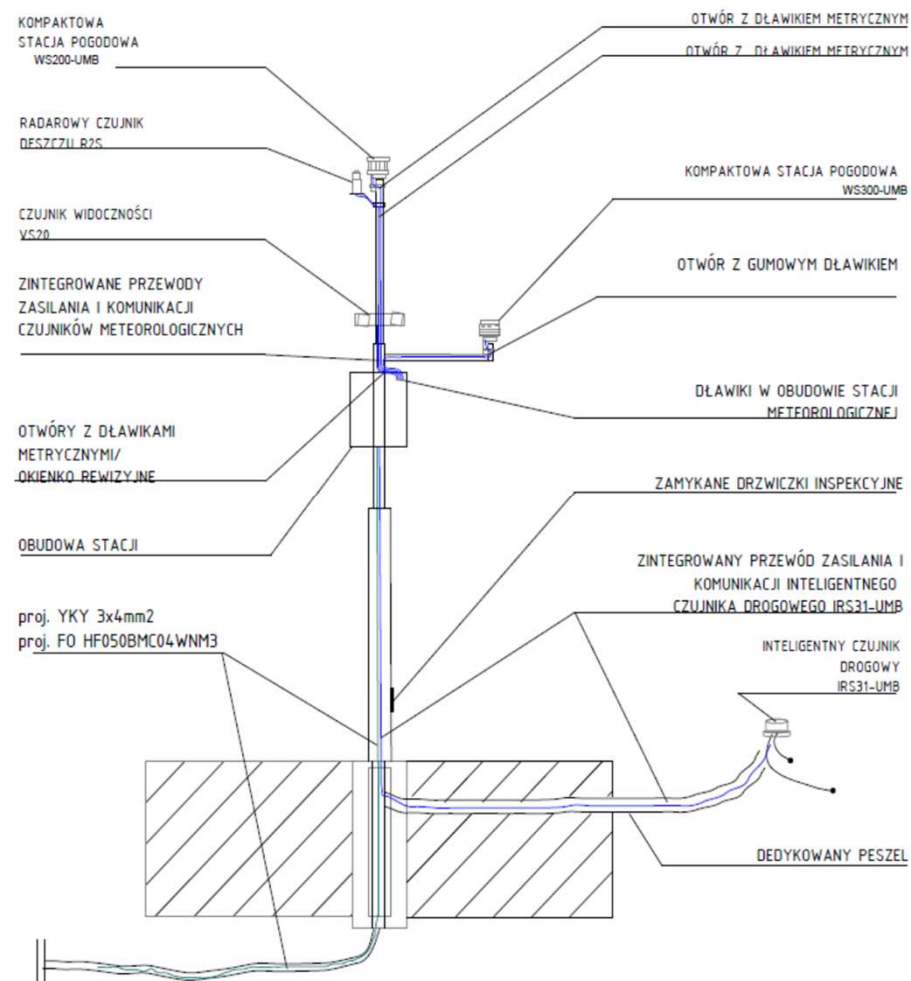 KOMPAKTOWA
STACJA POGODOWA
WS200-UMB
RADAROWY CZUJNIK
DESZCZU R2S
CZUJNIK WIDOCZNOŚCI
VS20
ZINTEGROWANE PRZEWODY
ZASILANIA I KOMUNIKACJI
CZUJNIKÓW METEOROLOGICZNYCH
OTWÓRY Z DŁAWIKAMI
METRYCZNYMI/
OKIENKO REWIZYJNE
OBUDOWA STACJI
proj. YKY 3x4mm2
proj. FO HF050BMC04WNM3
OTWÓR Z DŁAWIKIEM METRYCZNYM
OTWÓR Z DŁAWIKIEM METRYCZNYM
KOMPAKTOWA STACJA POGODOWA
WS300-UMB
OTWÓR Z GUMOWYM DŁAWIKIEM
DŁAWIKI W OBUDOWIE STACJI
METEOROLOGICZNEJ
ZAMYKANE DRZWICZKI INSPEKCYJNE
ZINTEGROWANY PRZEWÓD ZASILANIA I
KOMUNIKACJI INTELIGENTNEGO
CZUJNIKA DROGOWEGO IRS31-UMB
INTELIGENTNY CZUJNIK
DROGOWY
IRS31-UMB
DEDYKOWANY PESZEL